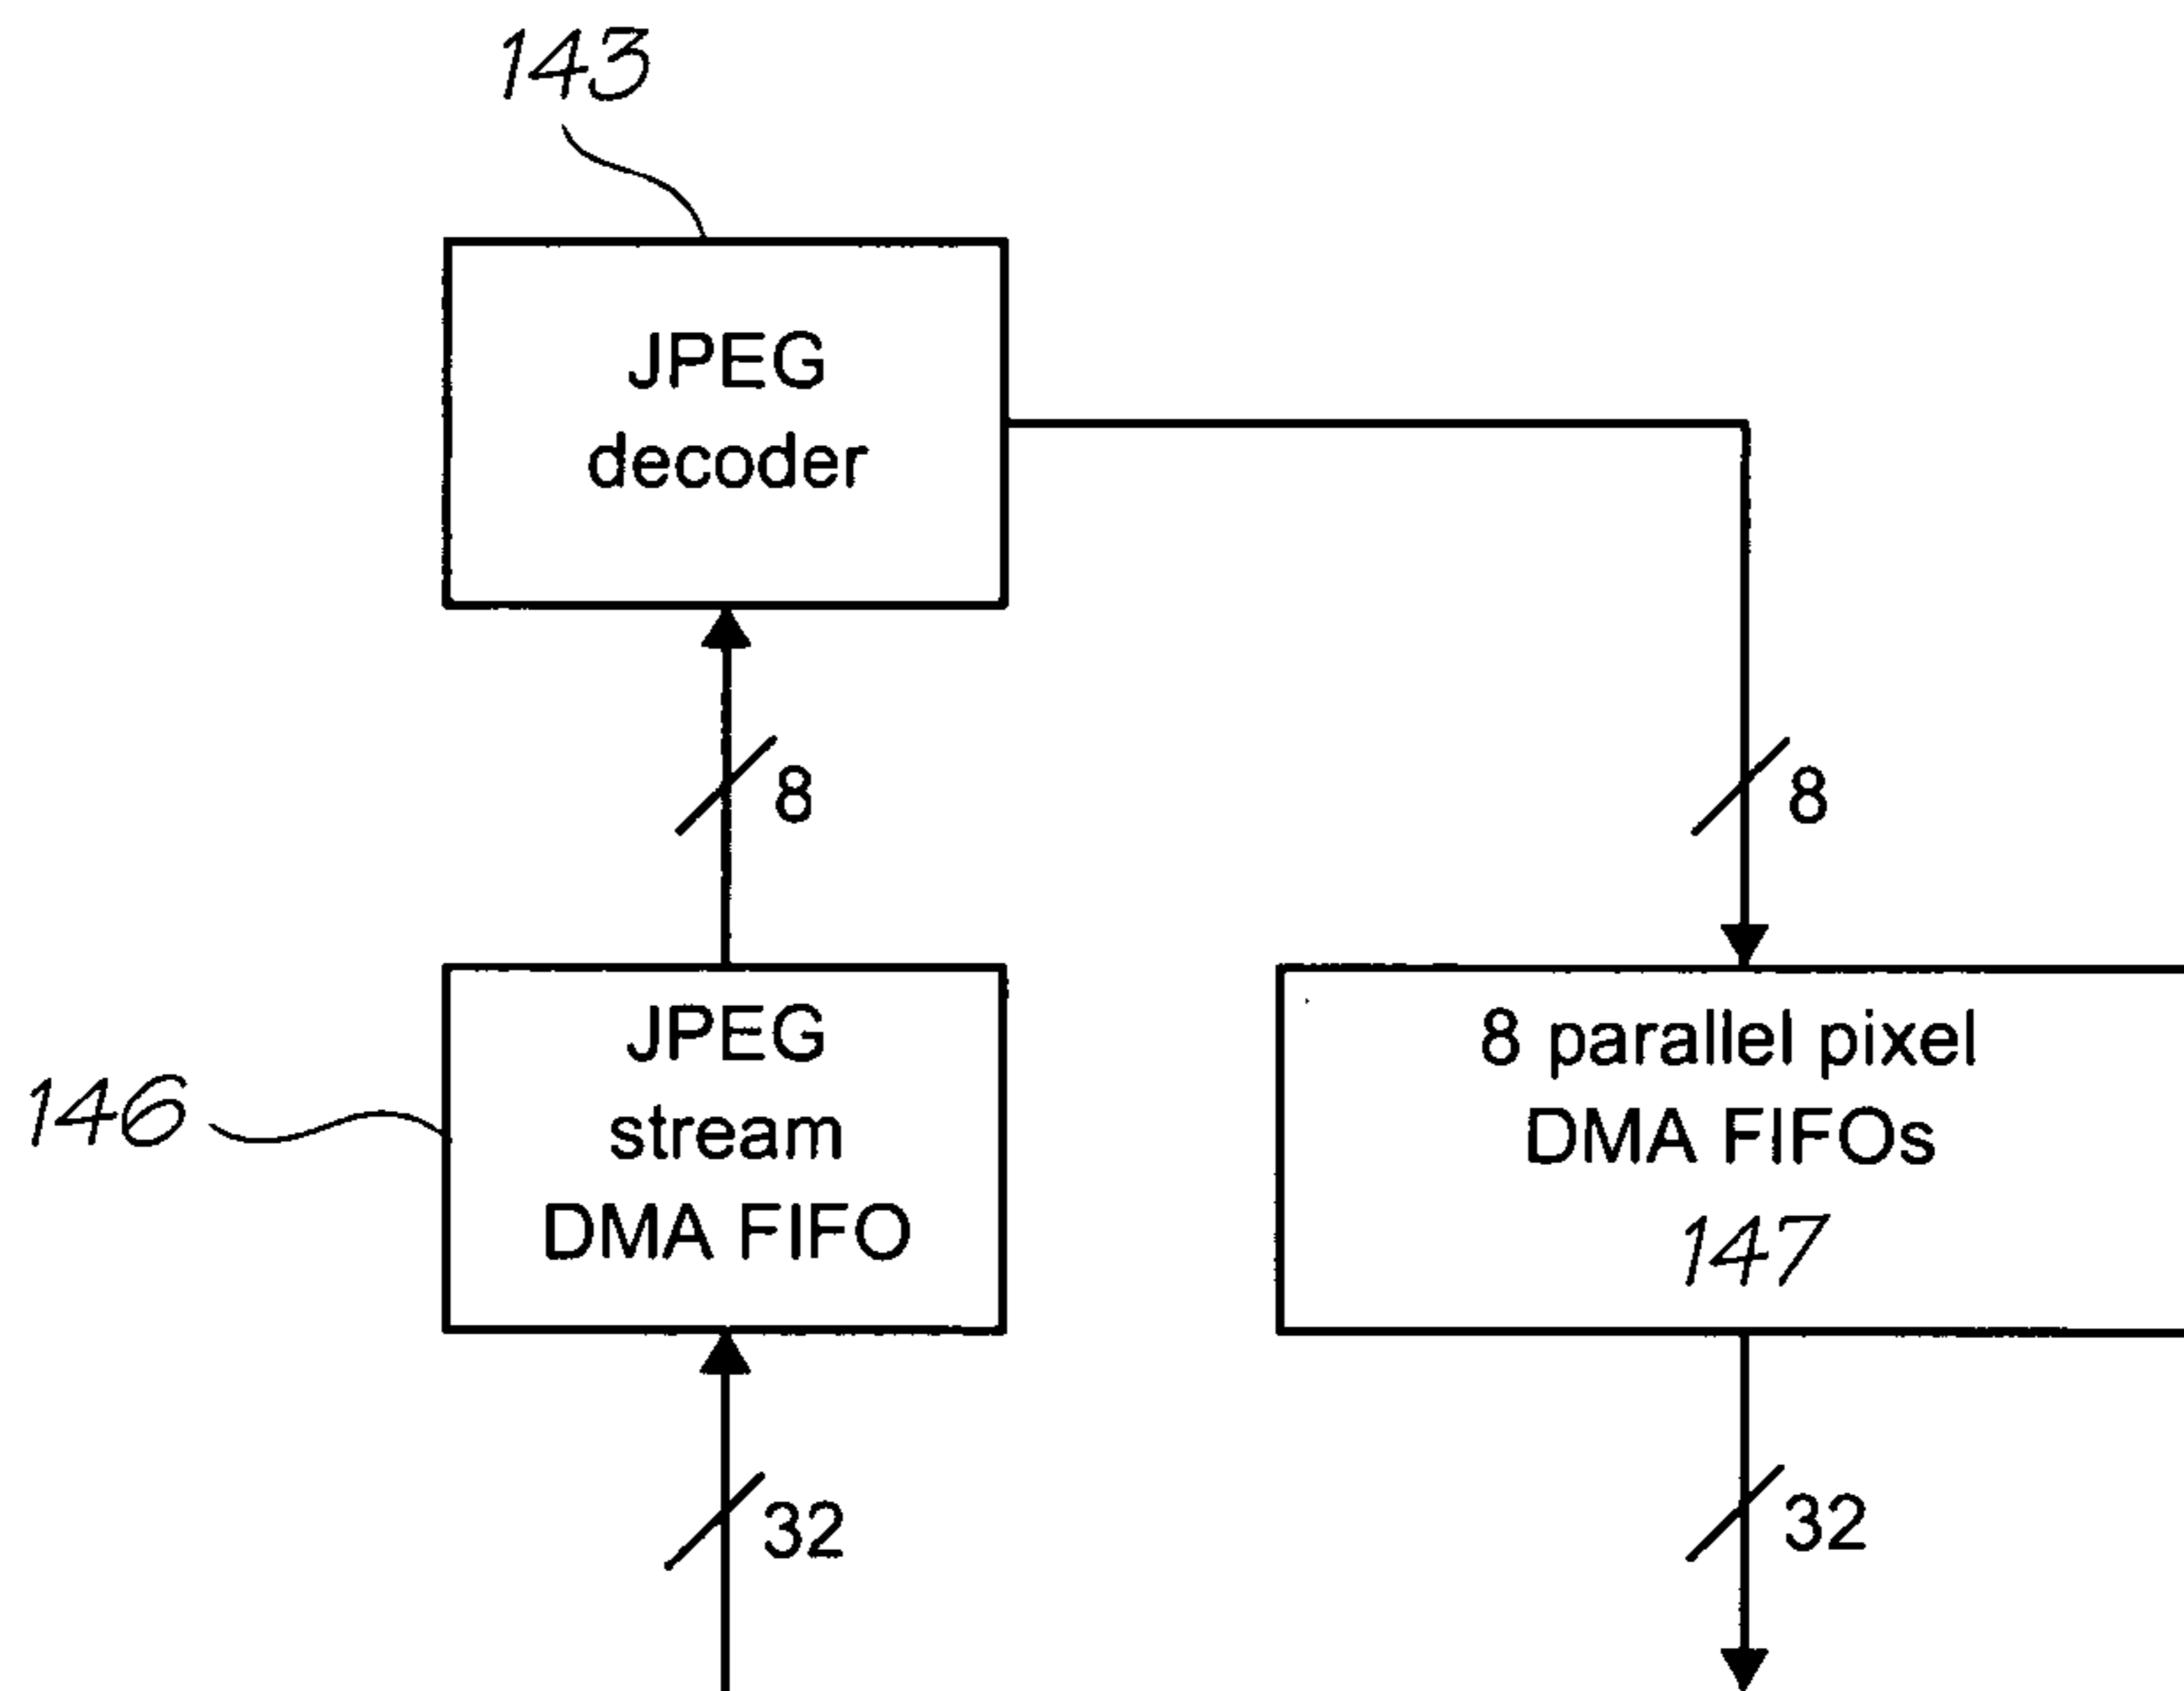 143
JPEG
decoder
8
8
146
JPEG
stream
DMA FIFO
8 parallel pixel
DMA FIFOs
147
32
32